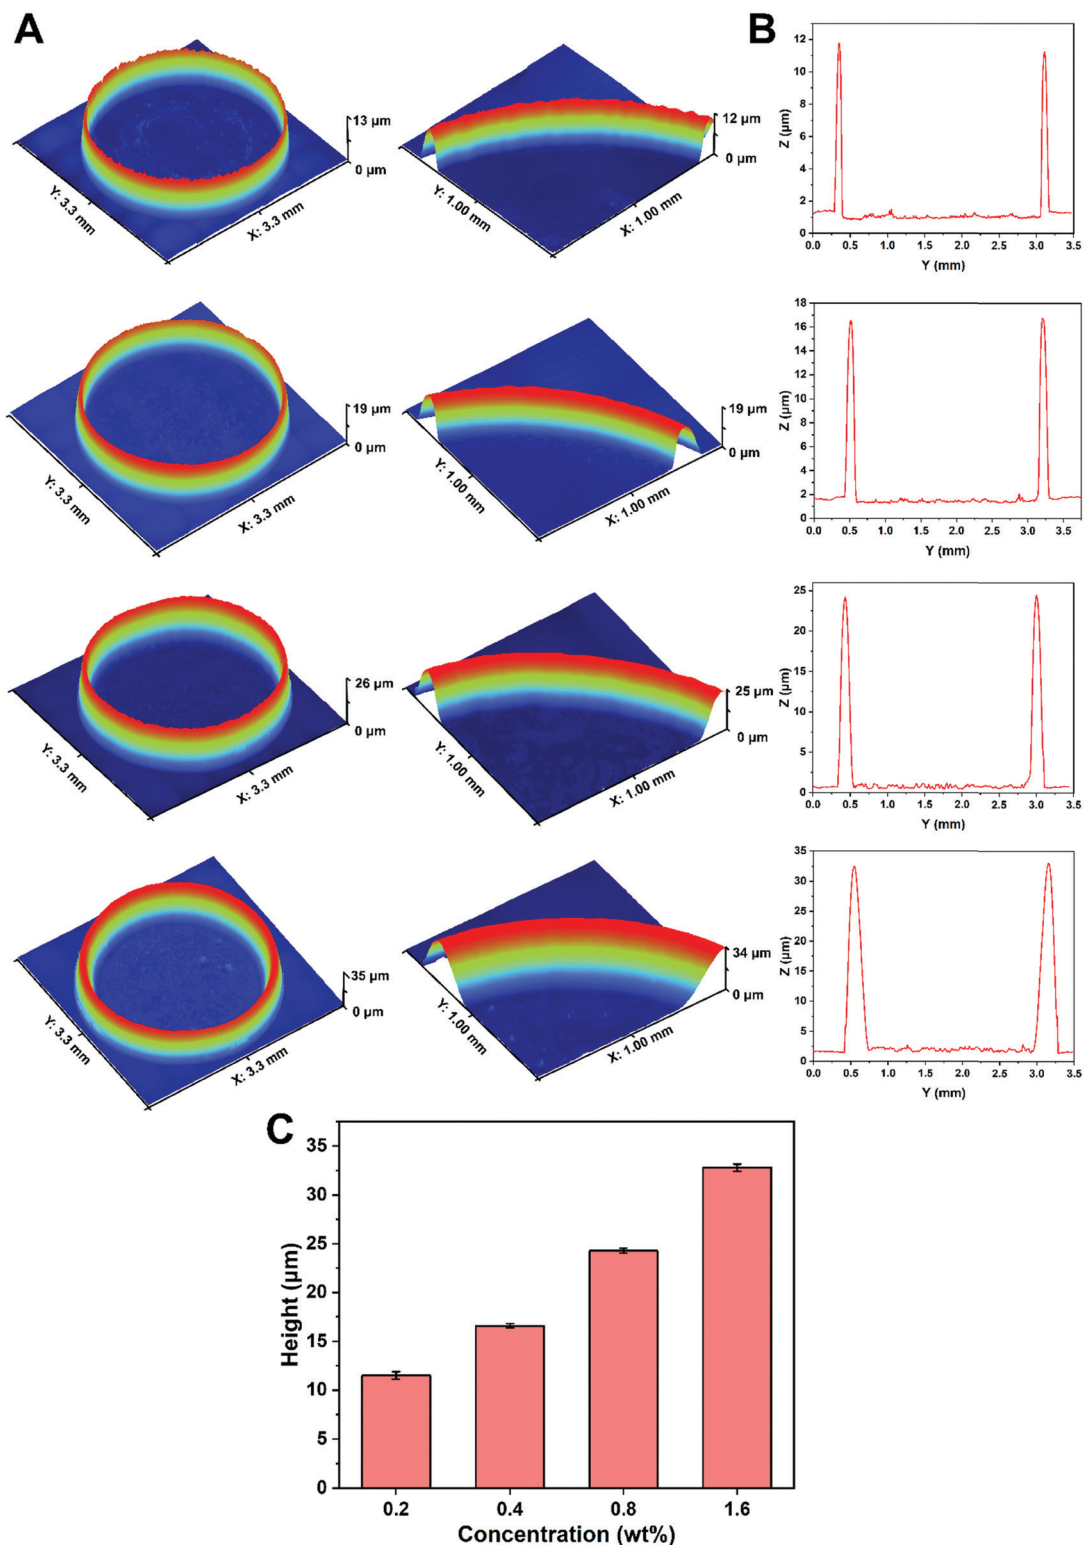 A
B
13 µm
0 µm
Y: 3.3 mm
X: 3.3 mm
12 µm
0 µm
Y: 1.00 mm
X: 1.00 mm
12
10
8
6
4
2
0
Z (µm)
0.0 0.5 1.0 1.5 2.0 2.5 3.0 3.5
Y (mm)
19 µm
0 µm
Y: 3.3 mm
X: 3.3 mm
19 µm
0 µm
Y: 1.00 mm
X: 1.00 mm
18
16
14
12
10
8
6
4
2
0
Z (µm)
0.0 0.5 1.0 1.5 2.0 2.5 3.0 3.5
Y (mm)
26 µm
0 µm
Y: 3.3 mm
X: 3.3 mm
25 µm
0 µm
Y: 1.00 mm
X: 1.00 mm
25
20
15
10
5
0
Z (µm)
0.0 0.5 1.0 1.5 2.0 2.5 3.0 3.5
Y (mm)
35 µm
0 µm
Y: 3.3 mm
X: 3.3 mm
34 µm
0 µm
Y: 1.00 mm
X: 1.00 mm
35
30
25
20
15
10
5
0
Z (µm)
0.0 0.5 1.0 1.5 2.0 2.5 3.0 3.5
Y (mm)
C
35
30
25
20
15
10
5
0
Height (µm)
0.2 0.4 0.8 1.6
Concentration (wt%)